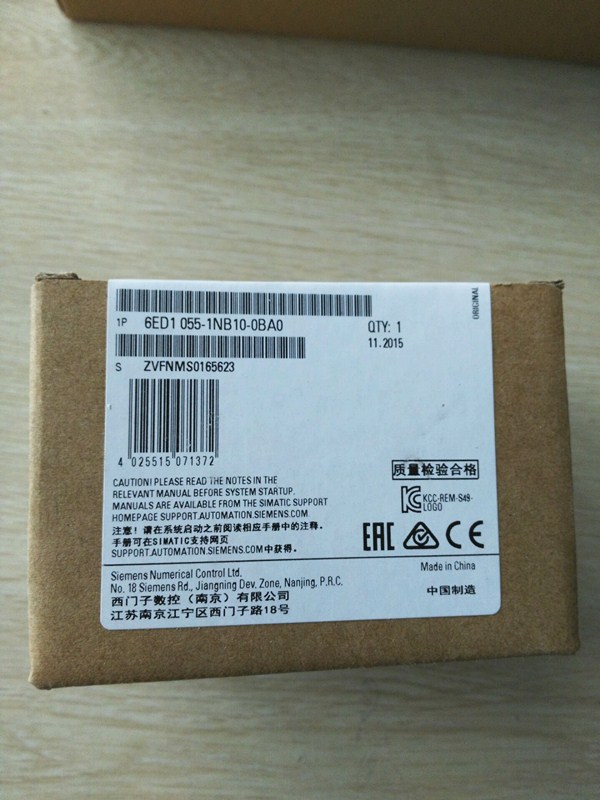 ORIGINAL
1P 6ED1 055-1NB10-0BA0 QTY: 1
11.2015
S ZVFNMS0165623
4 025515 071372
质量检验合格
CAUTION! PLEASE READ THE NOTES IN THE
RELEVANT MANUAL BEFORE SYSTEM STARTUP.
MANUALS ARE AVAILABLE FROM THE SIMATIC SUPPORT
HOMEPAGE SUPPORT.AUTOMATION.SIEMENS.COM
注意! 请在系统启动之前阅读相应手册中的注释。
手册可在SIMATIC支持网页
SUPPORT.AUTOMATION.SIEMENS.COM中获得。
KCC-REM-S49-
LOGO
EAC CE
Siemens Numerical Control Ltd.
No. 18 Siemens Rd., Jiangning Dev. Zone, Nanjing, P.R.C.
西门子数控(南京)有限公司
江苏南京江宁区西门子路18号
Made in China
中国制造